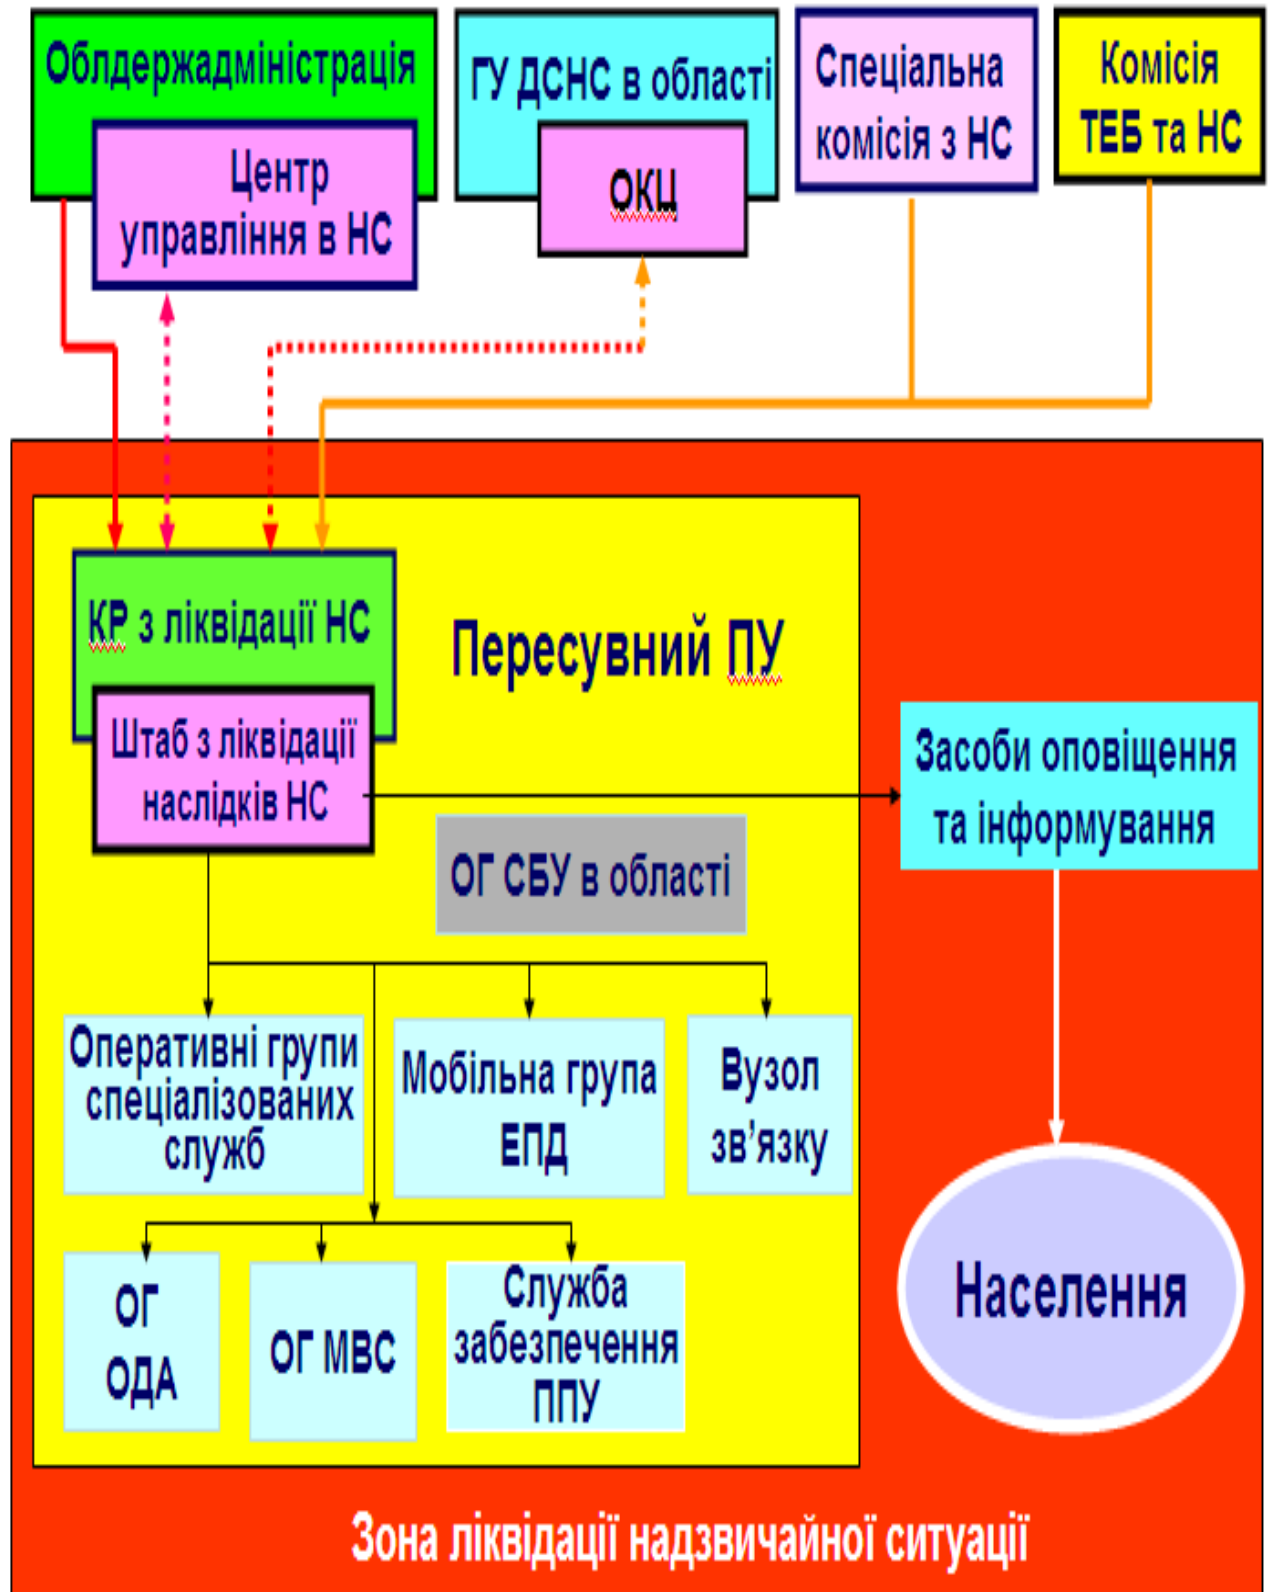 Облдержадміністрація
Центр
управління в НС
ГУ ДСНС в області
ОКЦ
Спеціальна
комісія з НС
Комісія
ТЕБ та НС
КР з ліквідації НС
Штаб з ліквідації
наслідків НС
Пересувний ПУ
Засоби оповіщення
та інформування
ОГ СБУ в області
Оперативні групи
спеціалізованих
служб
Мобільна група
ЕПД
Вузол
зв’язку
ОГ
ОДА
ОГ МВС
Служба
забезпечення
ППУ
Населення
Зона ліквідації надзвичайної ситуації